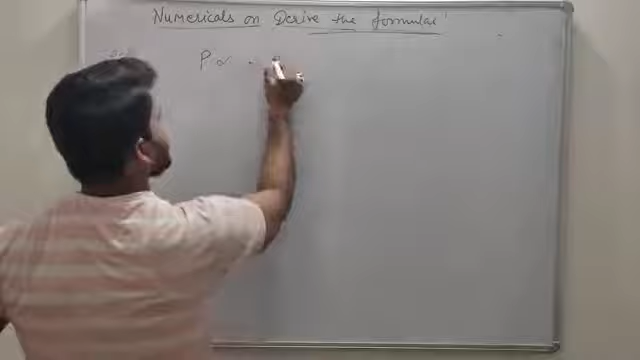 Numericals on Derive the formulae'
P ∝